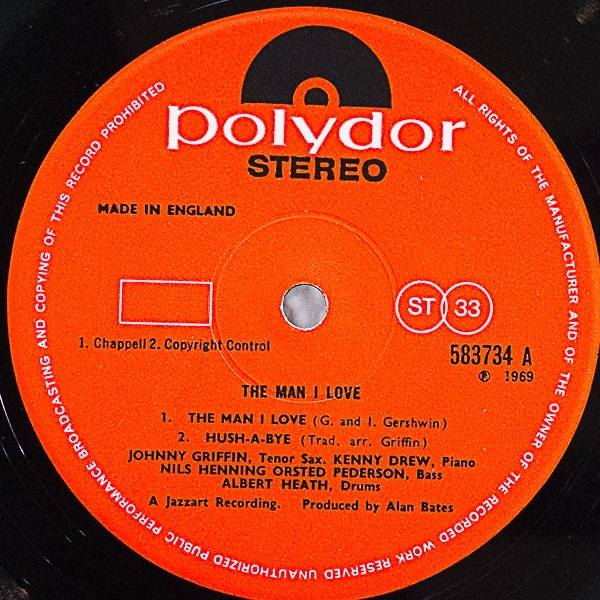 polydor
STEREO
ALL RIGHTS OF THE MANUFACTURER AND OF THE OWNER OF THE RECORDED WORK RESERVED UNAUTHORIZED PUBLIC PERFORMANCE BROADCASTING AND COPYING OF THIS RECORD PROHIBITED
MADE IN ENGLAND
ST 33
1. Chappell 2. Copyright Control
583734 A
℗ 1969
THE MAN I LOVE
1. THE MAN I LOVE (G. and I. Gershwin)
2. HUSH-A-BYE (Trad. arr. Griffin)
JOHNNY GRIFFIN, Tenor Sax. KENNY DREW, Piano
NILS HENNING ORSTED PEDERSON, Bass
ALBERT HEATH, Drums
A Jazzart Recording. Produced by Alan Bates